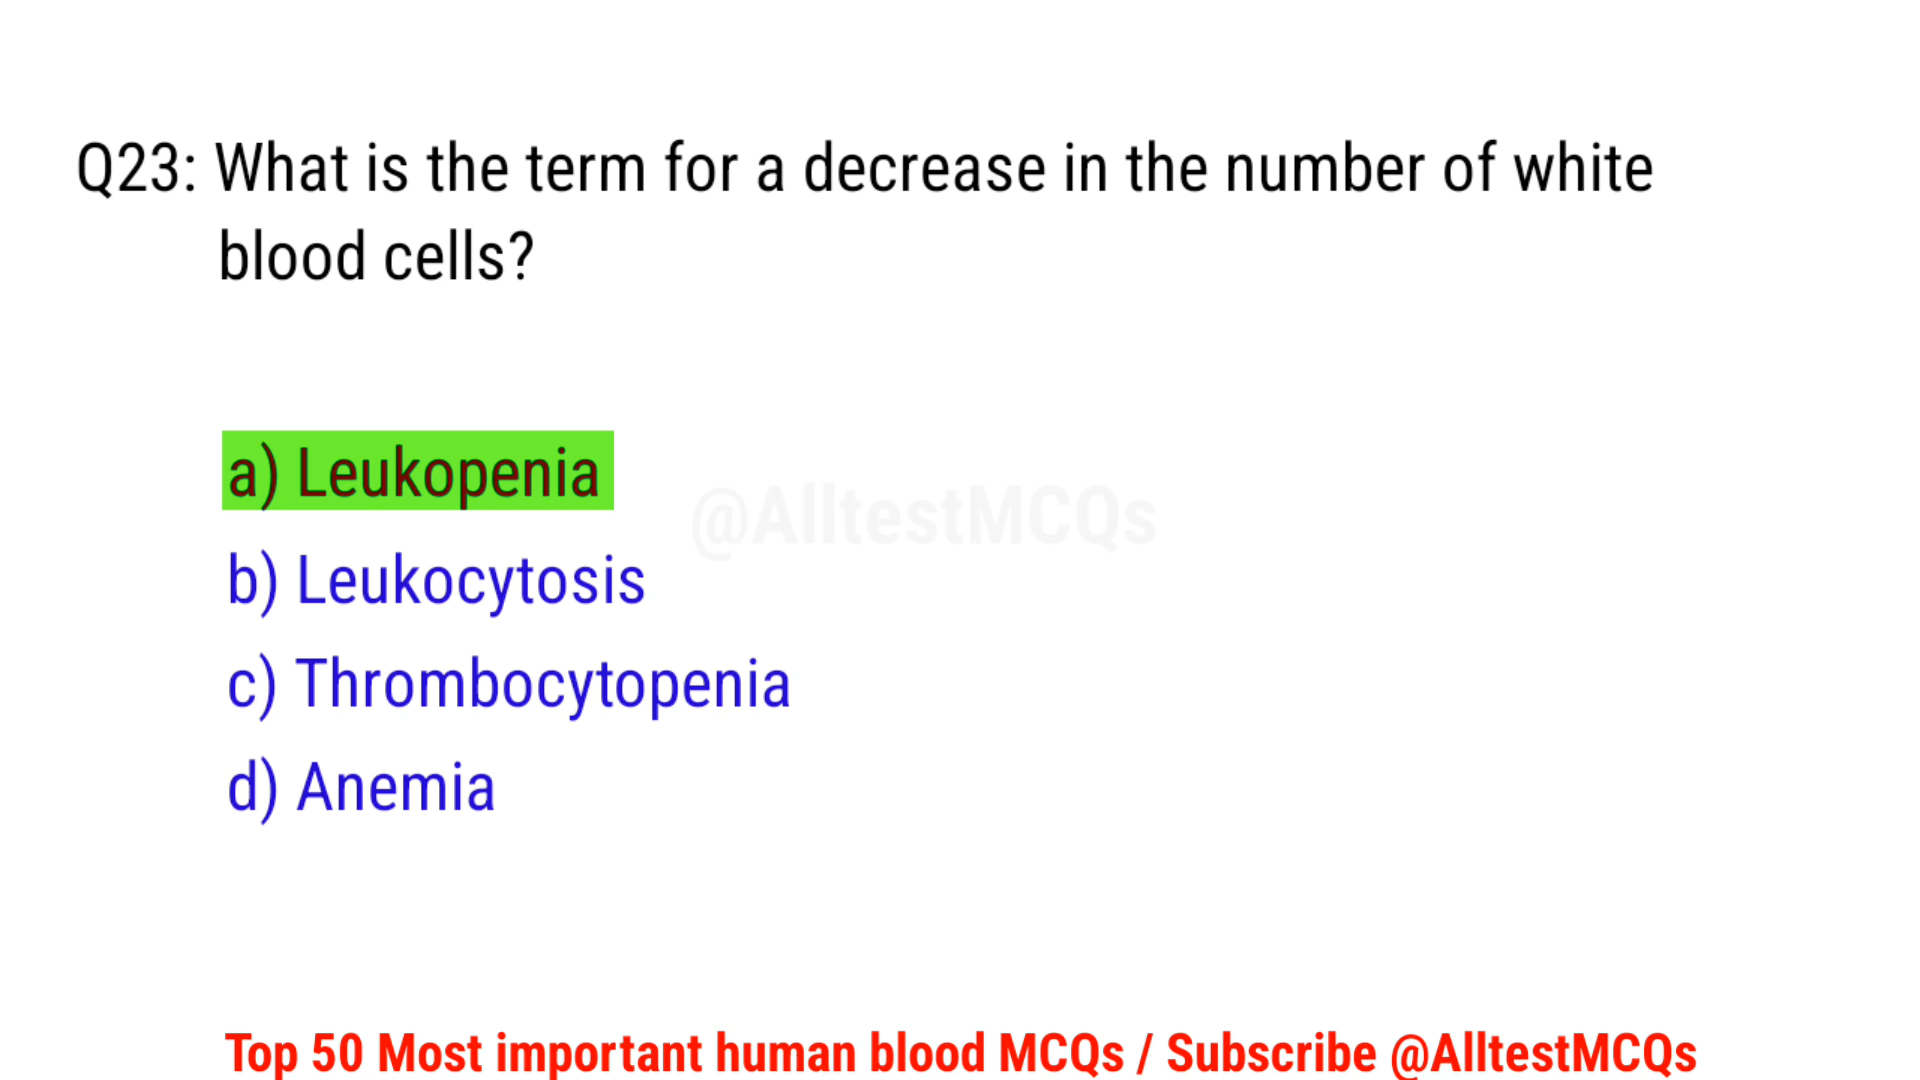 Q23: What is the term for a decrease in the number of white
blood cells?
a) Leukopenia
@AlltestMCQs
b) Leukocytosis
c) Thrombocytopenia
d) Anemia
Top 50 Most important human blood MCQs / Subscribe @AlltestMCQs